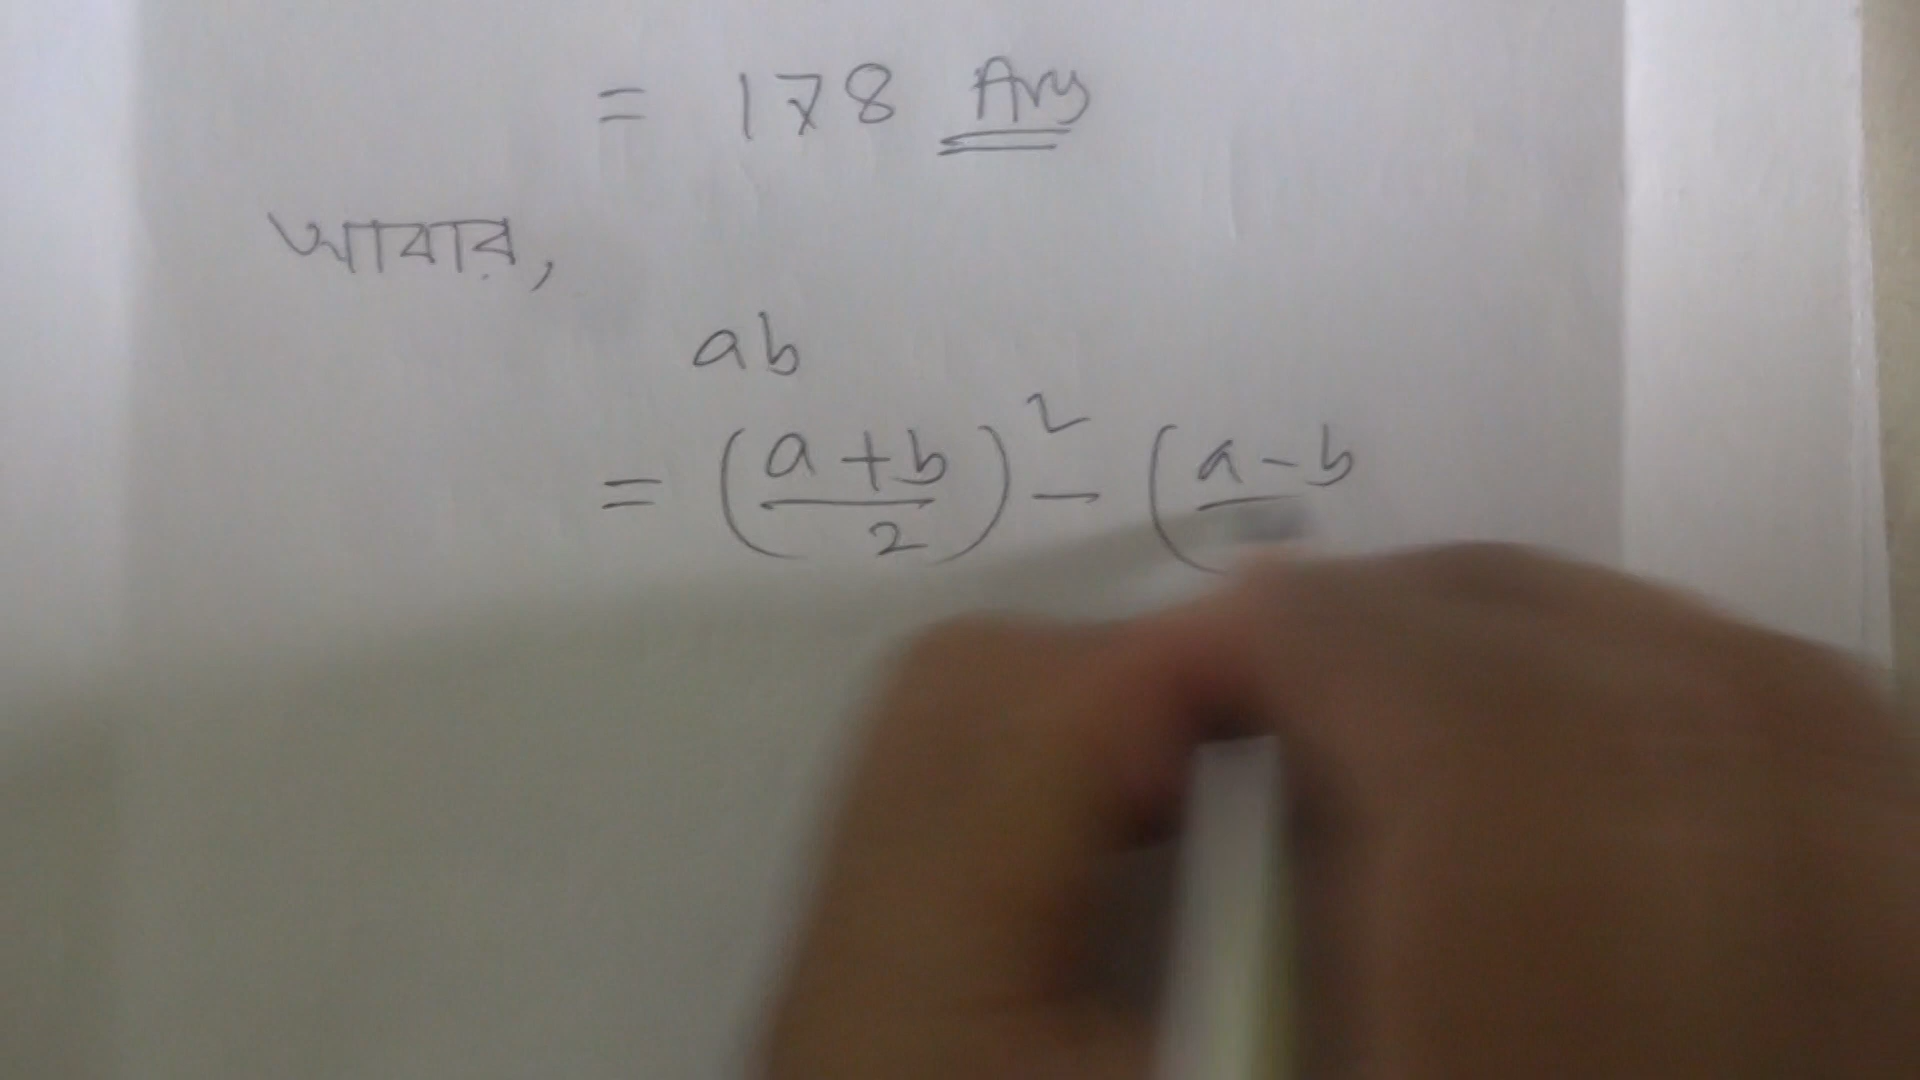 = 178 Ans
আবার,
ab
= (a+b/2)² - (a-b